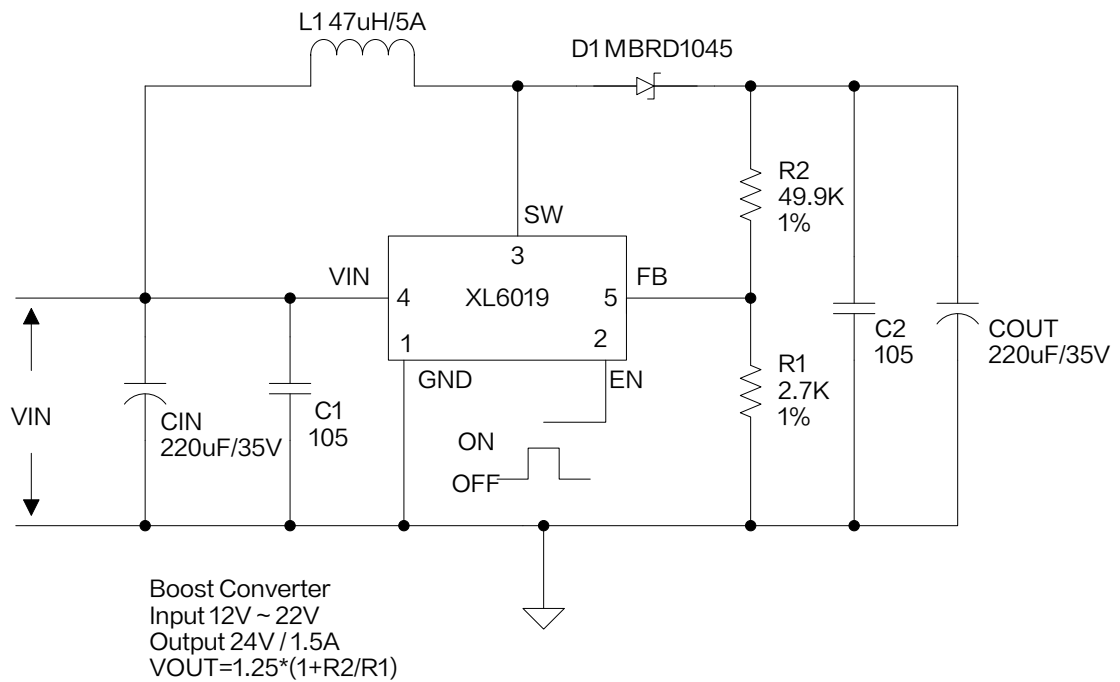 L1 47uH/5A
D1 MBRD1045
R2
49.9K
1%
SW
3
VIN
FB
4
XL6019
5
1
2
GND
EN
C2
105
COUT
220uF/35V
R1
2.7K
1%
VIN
CIN
220uF/35V
C1
105
ON
OFF
Boost Converter
Input 12V ~ 22V
Output 24V / 1.5A
VOUT=1.25*(1+R2/R1)